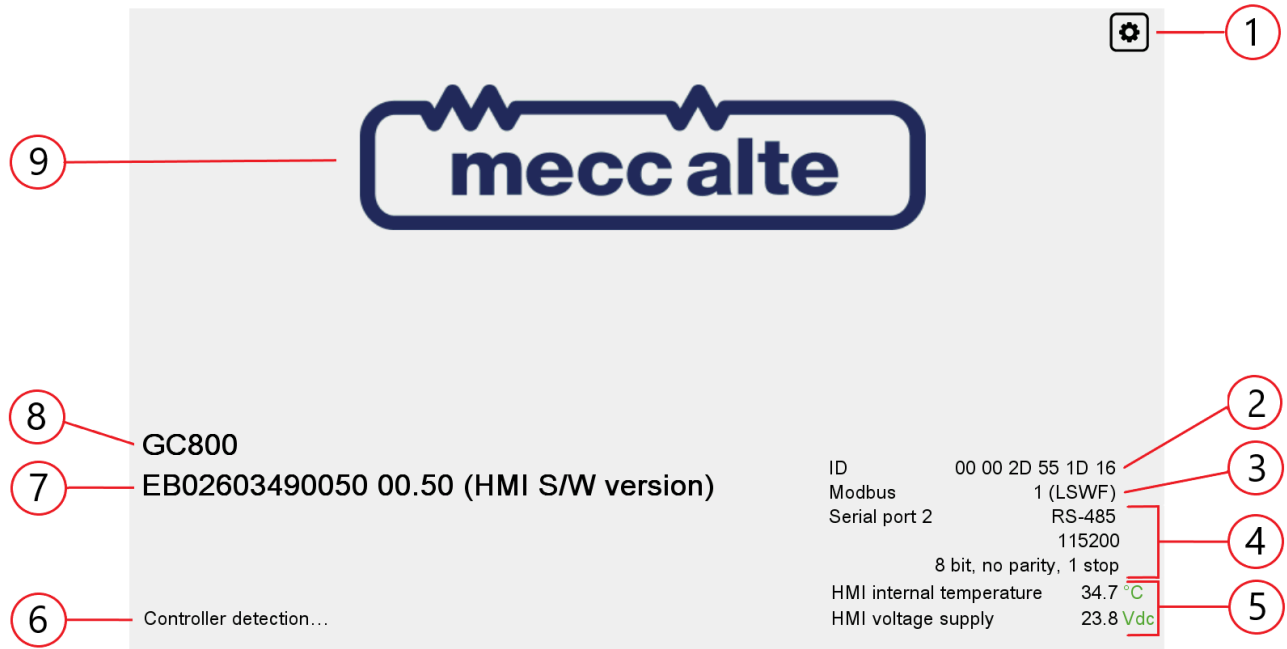 1
9
mecc alte
8
GC800
2
ID 00 00 2D 55 1D 16
7
EB02603490050 00.50 (HMI S/W version)
3
Modbus 1 (LSWF)
Serial port 2 RS-485
4
115200
8 bit, no parity, 1 stop
HMI internal temperature 34.7 °C
5
6
Controller detection...
HMI voltage supply 23.8 Vdc